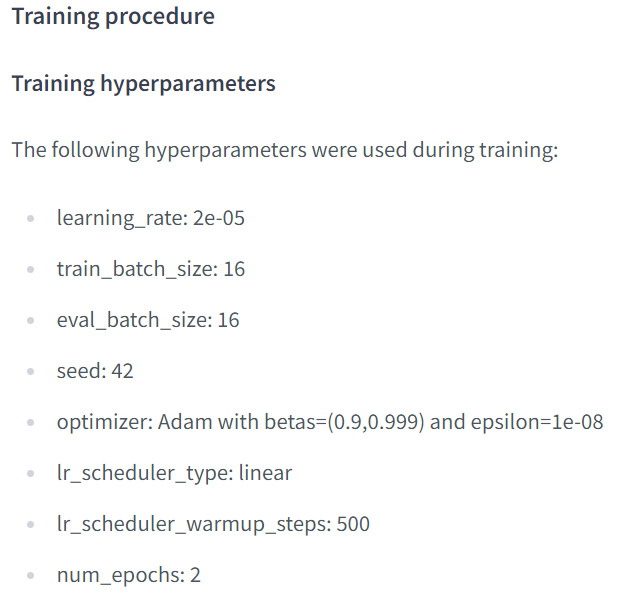 Training procedure
Training hyperparameters
The following hyperparameters were used during training:
learning_rate: 2e-05
train_batch_size: 16
eval_batch_size: 16
seed: 42
optimizer: Adam with betas=(0.9,0.999) and epsilon=1e-08
lr_scheduler_type: linear
lr_scheduler_warmup_steps: 500
num_epochs: 2